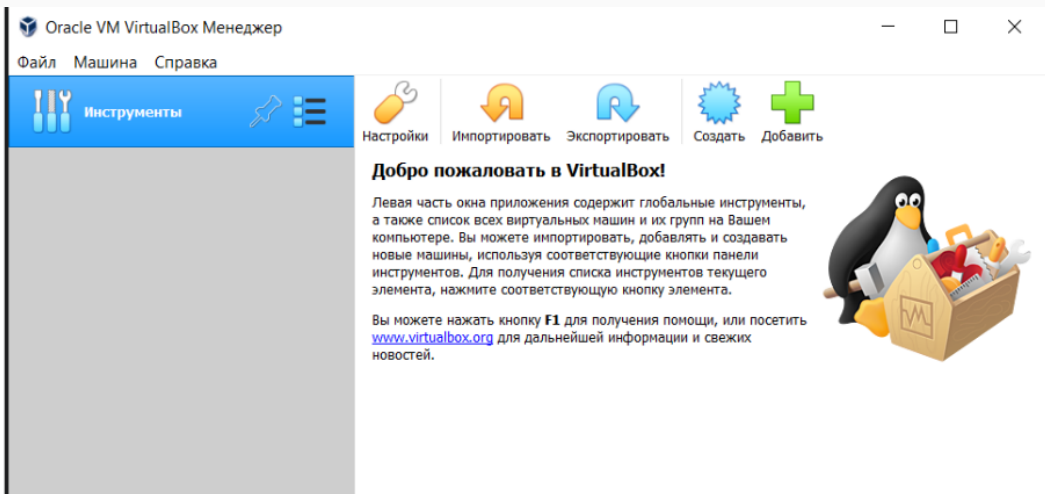 Oracle VM VirtualBox Менеджер
Файл Машина Справка
Инструменты
Настройки Импортировать Экспортировать Создать Добавить
Добро пожаловать в VirtualBox!
Левая часть окна приложения содержит глобальные инструменты,
а также список всех виртуальных машин и их групп на Вашем
компьютере. Вы можете импортировать, добавлять и создавать
новые машины, используя соответствующие кнопки панели
инструментов. Для получения списка инструментов текущего
элемента, нажмите соответствующую кнопку элемента.
Вы можете нажать кнопку F1 для получения помощи, или посетить
www.virtualbox.org для дальнейшей информации и свежих
новостей.